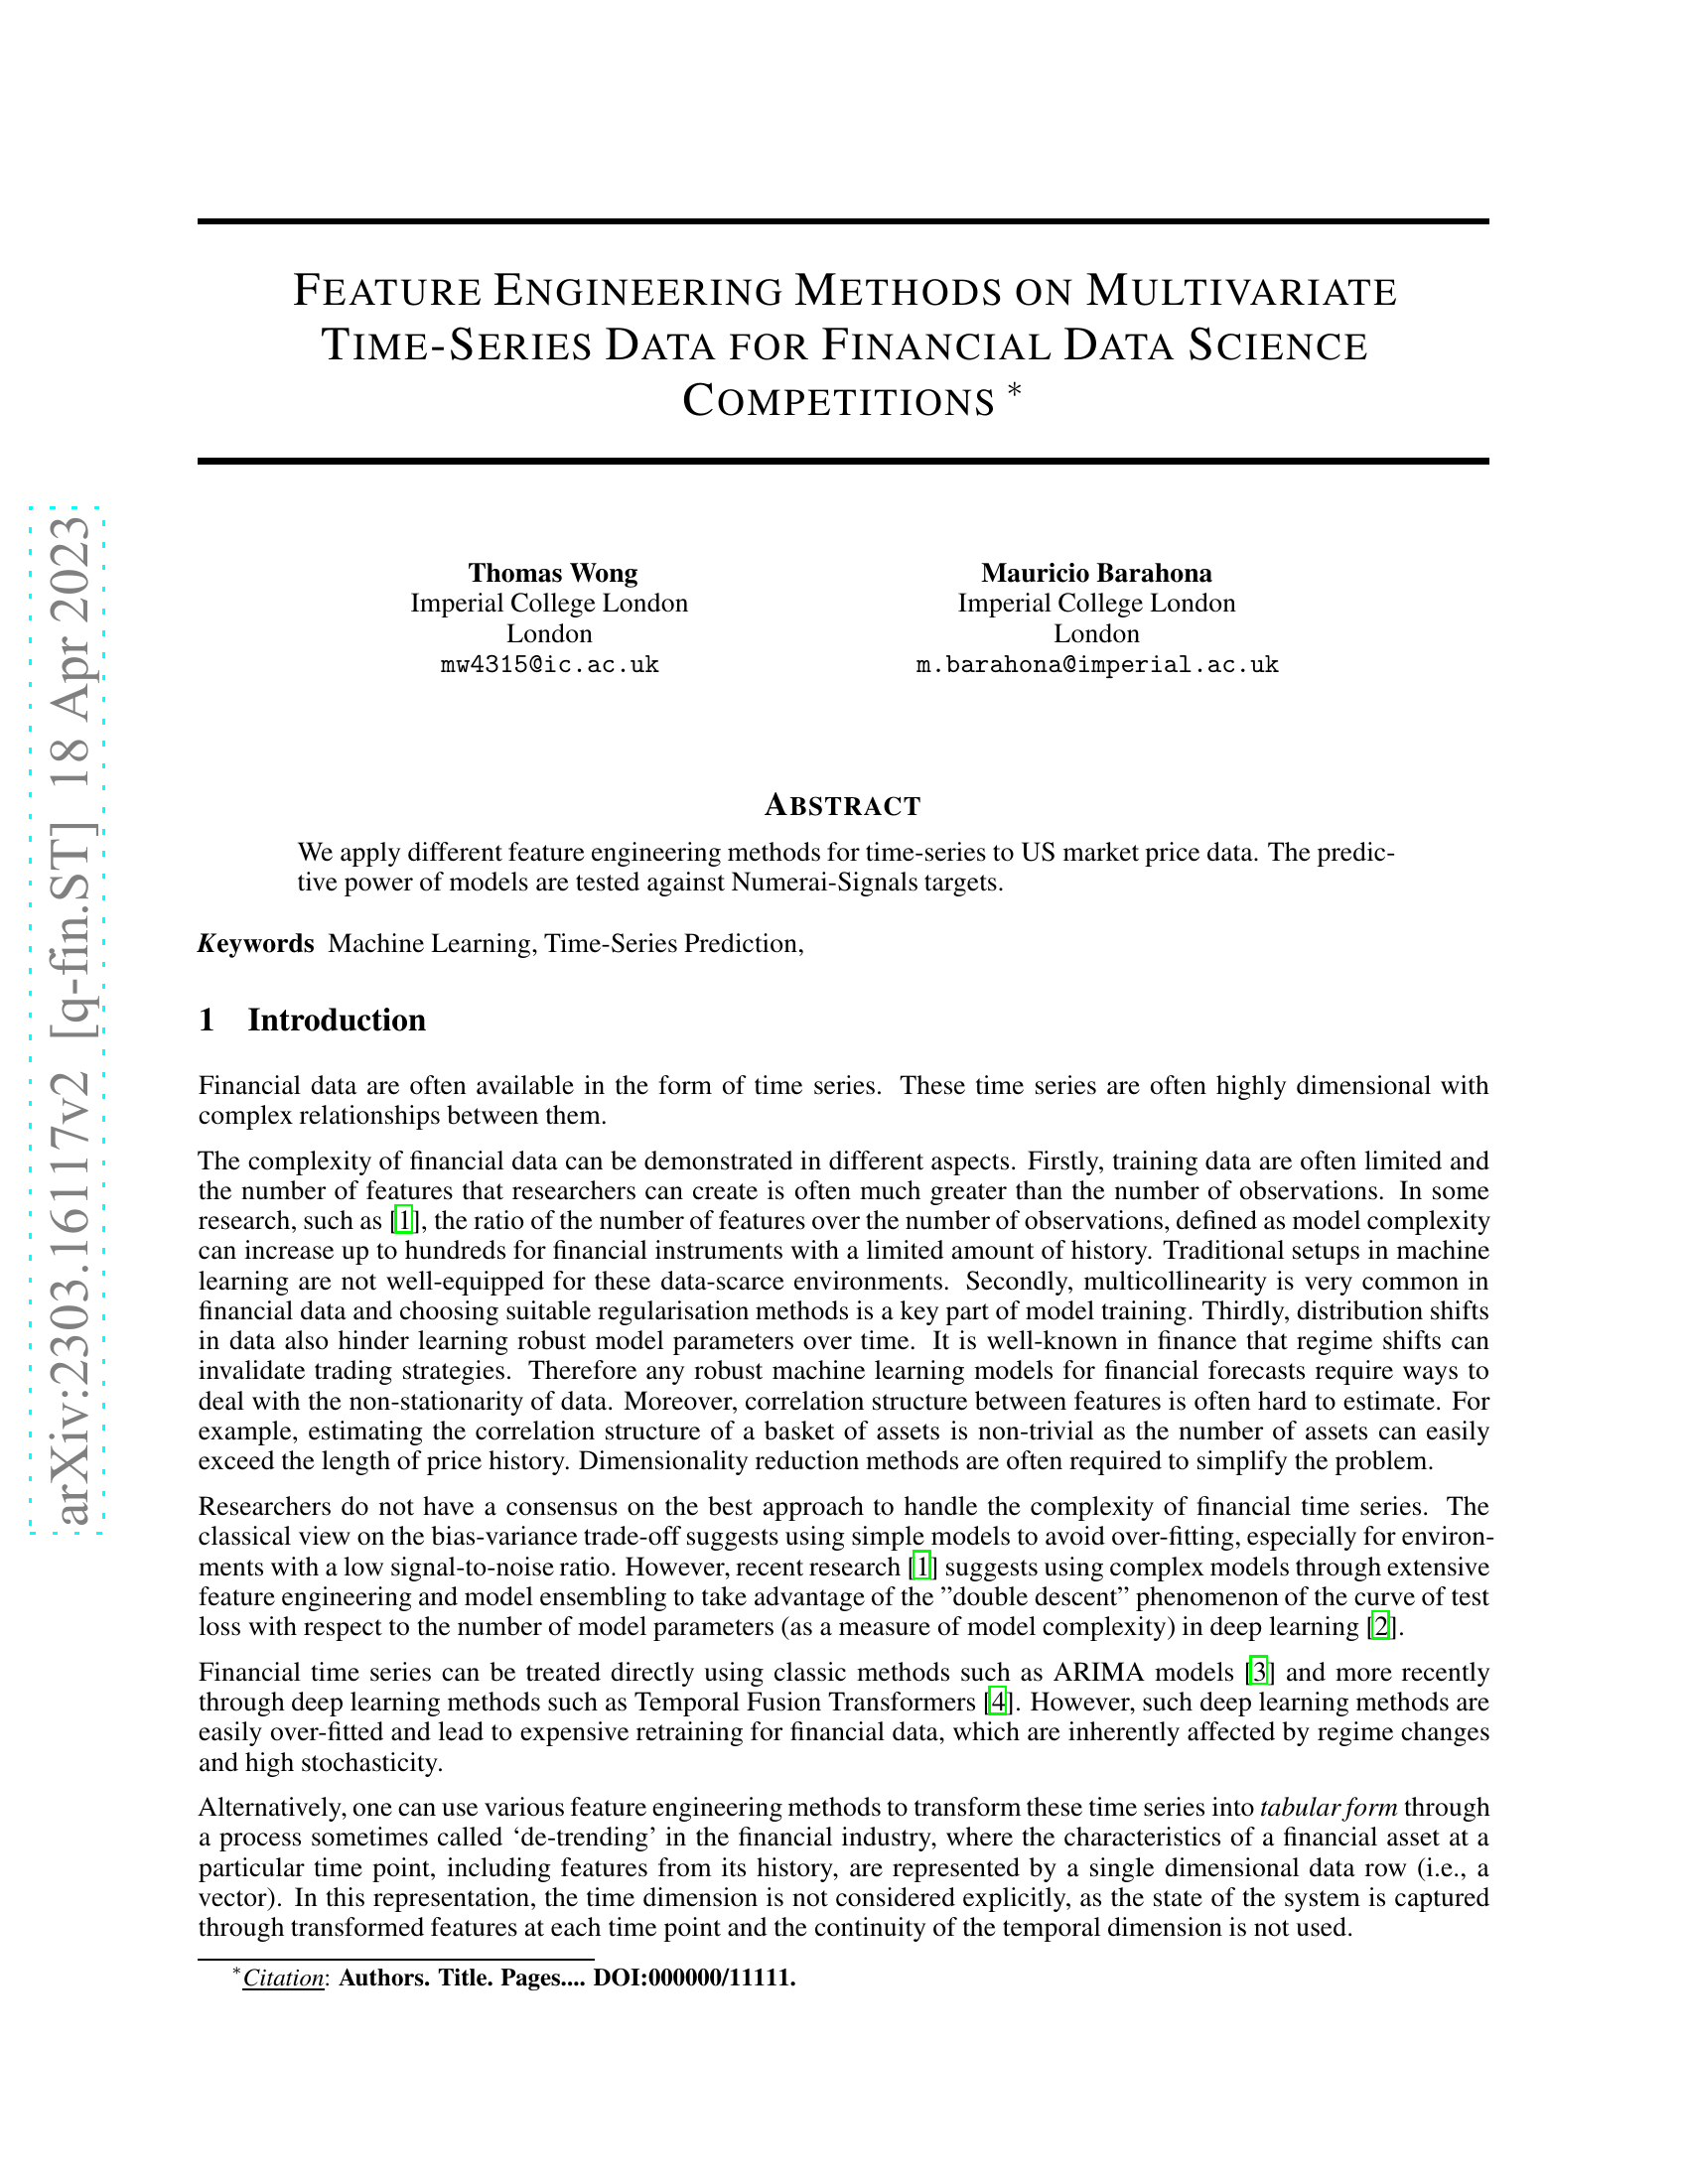 FEATURE ENGINEERING METHODS ON MULTIVARIATE
TIME-SERIES DATA FOR FINANCIAL DATA SCIENCE
COMPETITIONS *
Thomas Wong
Imperial College London
London
mw4315@ic.ac.uk
Mauricio Barahona
Imperial College London
London
m.barahona@imperial.ac.uk
ABSTRACT
We apply different feature engineering methods for time-series to US market price data. The predic-
tive power of models are tested against Numerai-Signals targets.
Keywords Machine Learning, Time-Series Prediction,
1 Introduction
Financial data are often available in the form of time series. These time series are often highly dimensional with
complex relationships between them.
The complexity of financial data can be demonstrated in different aspects. Firstly, training data are often limited and
the number of features that researchers can create is often much greater than the number of observations. In some
research, such as [1], the ratio of the number of features over the number of observations, defined as model complexity
can increase up to hundreds for financial instruments with a limited amount of history. Traditional setups in machine
learning are not well-equipped for these data-scarce environments. Secondly, multicollinearity is very common in
financial data and choosing suitable regularisation methods is a key part of model training. Thirdly, distribution shifts
in data also hinder learning robust model parameters over time. It is well-known in finance that regime shifts can
invalidate trading strategies. Therefore any robust machine learning models for financial forecasts require ways to
deal with the non-stationarity of data. Moreover, correlation structure between features is often hard to estimate. For
example, estimating the correlation structure of a basket of assets is non-trivial as the number of assets can easily
exceed the length of price history. Dimensionality reduction methods are often required to simplify the problem.
Researchers do not have a consensus on the best approach to handle the complexity of financial time series. The
classical view on the bias-variance trade-off suggests using simple models to avoid over-fitting, especially for environ-
ments with a low signal-to-noise ratio. However, recent research [1] suggests using complex models through extensive
feature engineering and model ensembling to take advantage of the ”double descent” phenomenon of the curve of test
loss with respect to the number of model parameters (as a measure of model complexity) in deep learning [2].
Financial time series can be treated directly using classic methods such as ARIMA models [3] and more recently
through deep learning methods such as Temporal Fusion Transformers [4]. However, such deep learning methods are
easily over-fitted and lead to expensive retraining for financial data, which are inherently affected by regime changes
and high stochasticity.
Alternatively, one can use various feature engineering methods to transform these time series into tabular form through
a process sometimes called ‘de-trending’ in the financial industry, where the characteristics of a financial asset at a
particular time point, including features from its history, are represented by a single dimensional data row (i.e., a
vector). In this representation, the time dimension is not considered explicitly, as the state of the system is captured
through transformed features at each time point and the continuity of the temporal dimension is not used.
*Citation: Authors. Title. Pages.... DOI:000000/11111.
arXiv:2303.16117v2 [q-fin.ST] 18 Apr 2023